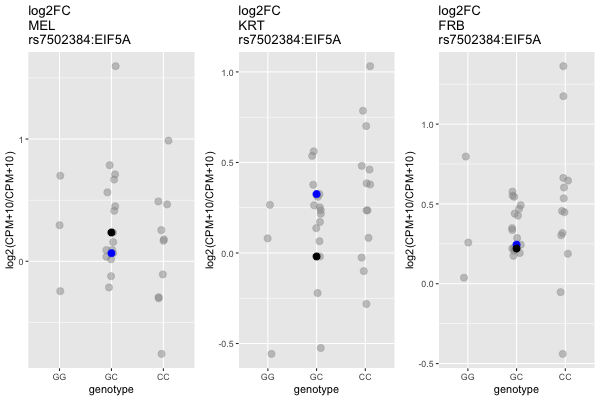 log2FC
MEL
rs7502384:EIF5A
log2(CPM+10/CPM+10)
1
0
GG GC CC
genotype
log2FC
KRT
rs7502384:EIF5A
log2(CPM+10/CPM+10)
1.0
0.5
0.0
-0.5
GG GC CC
genotype
log2FC
FRB
rs7502384:EIF5A
log2(CPM+10/CPM+10)
1.0
0.5
0.0
-0.5
GG GC CC
genotype